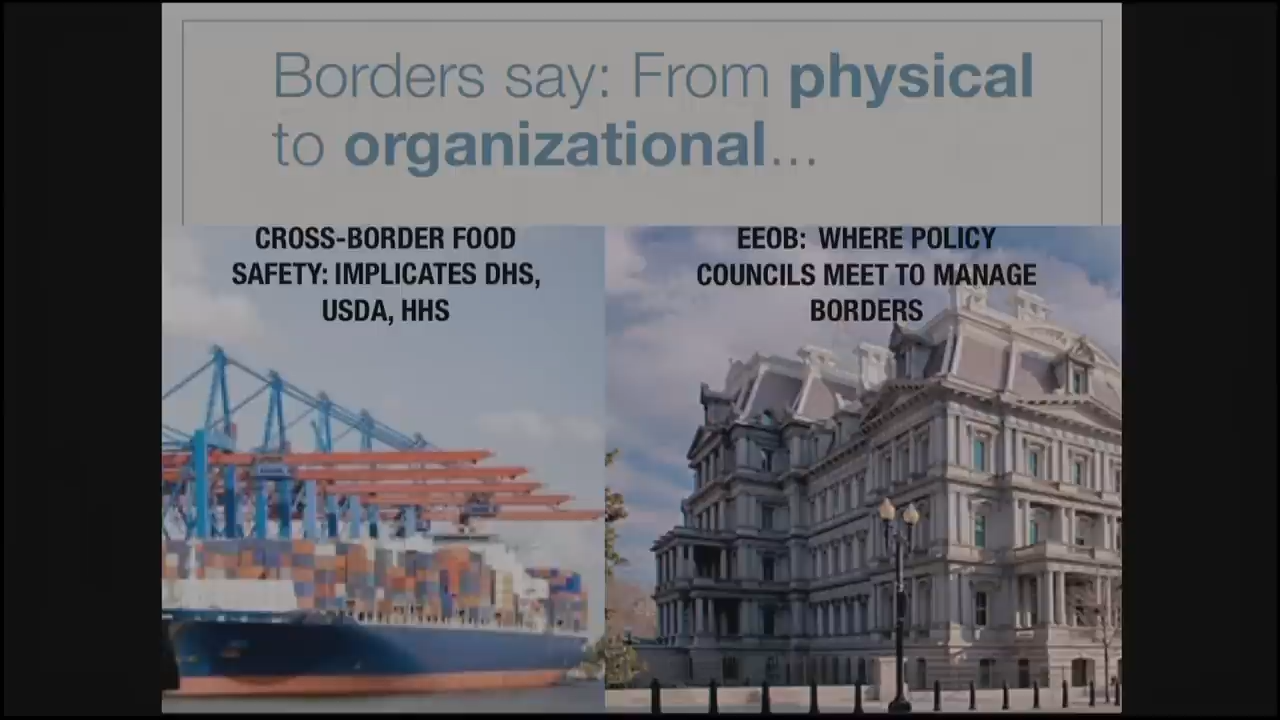 Borders say: From physical
to organizational...
CROSS-BORDER FOOD
SAFETY: IMPLICATES DHS,
USDA, HHS
EEOB: WHERE POLICY
COUNCILS MEET TO MANAGE
BORDERS